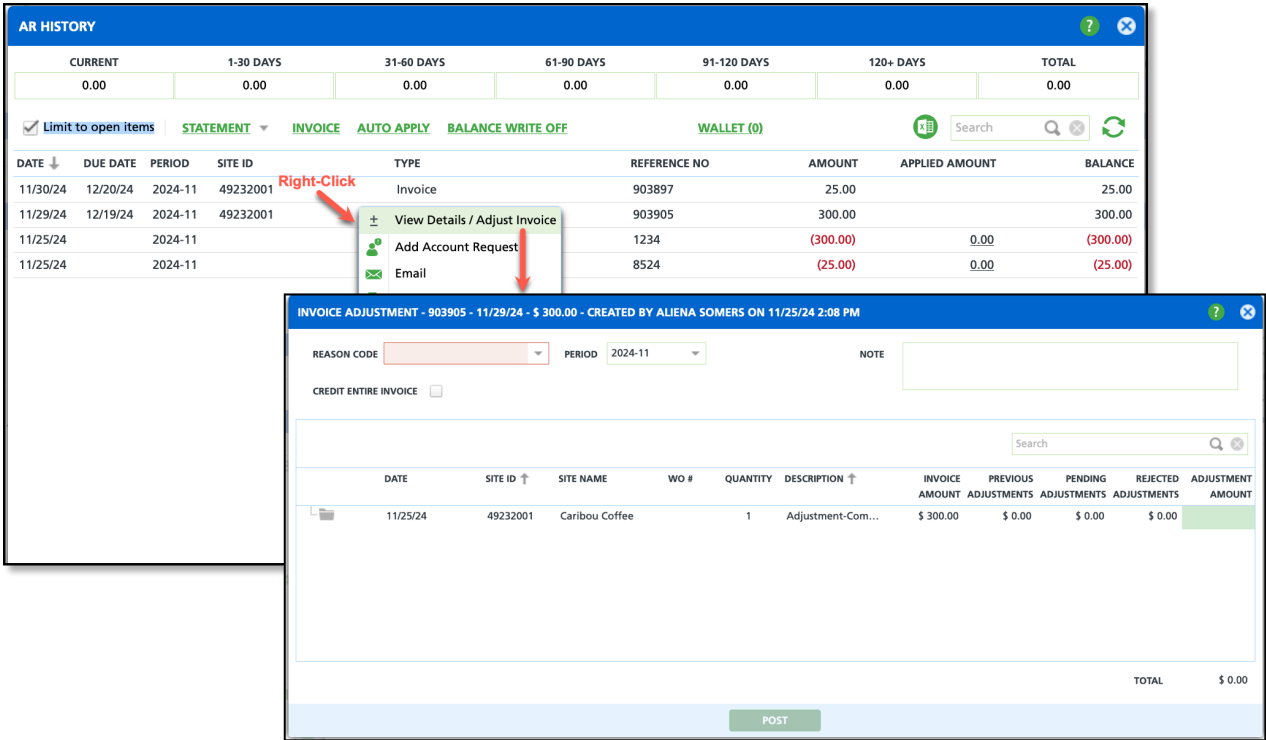 AR HISTORY ?
CURRENT 1-30 DAYS 31-60 DAYS 61-90 DAYS 91-120 DAYS 120+ DAYS TOTAL
0.00 0.00 0.00 0.00 0.00 0.00 0.00
Limit to open items STATEMENT INVOICE AUTO APPLY BALANCE WRITE OFF WALLET (0) Search
DATE DUE DATE PERIOD SITE ID TYPE REFERENCE NO AMOUNT APPLIED AMOUNT BALANCE
11/30/24 12/20/24 2024-11 49232001 Invoice 903897 25.00 25.00
Right-Click
11/29/24 12/19/24 2024-11 49232001 903905 300.00 300.00
View Details / Adjust Invoice
11/25/24 2024-11 1234 (300.00) 0.00 (300.00)
Add Account Request
11/25/24 2024-11 8524 (25.00) 0.00 (25.00)
Email
INVOICE ADJUSTMENT - 903905 - 11/29/24 - $ 300.00 - CREATED BY ALIENA SOMERS ON 11/25/24 2:08 PM ?
REASON CODE PERIOD 2024-11 NOTE
CREDIT ENTIRE INVOICE
Search
DATE SITE ID SITE NAME WO # QUANTITY DESCRIPTION INVOICE PREVIOUS PENDING REJECTED ADJUSTMENT
AMOUNT ADJUSTMENTS ADJUSTMENTS ADJUSTMENTS AMOUNT
11/25/24 49232001 Caribou Coffee 1 Adjustment-Com... $ 300.00 $ 0.00 $ 0.00 $ 0.00
TOTAL $ 0.00
POST